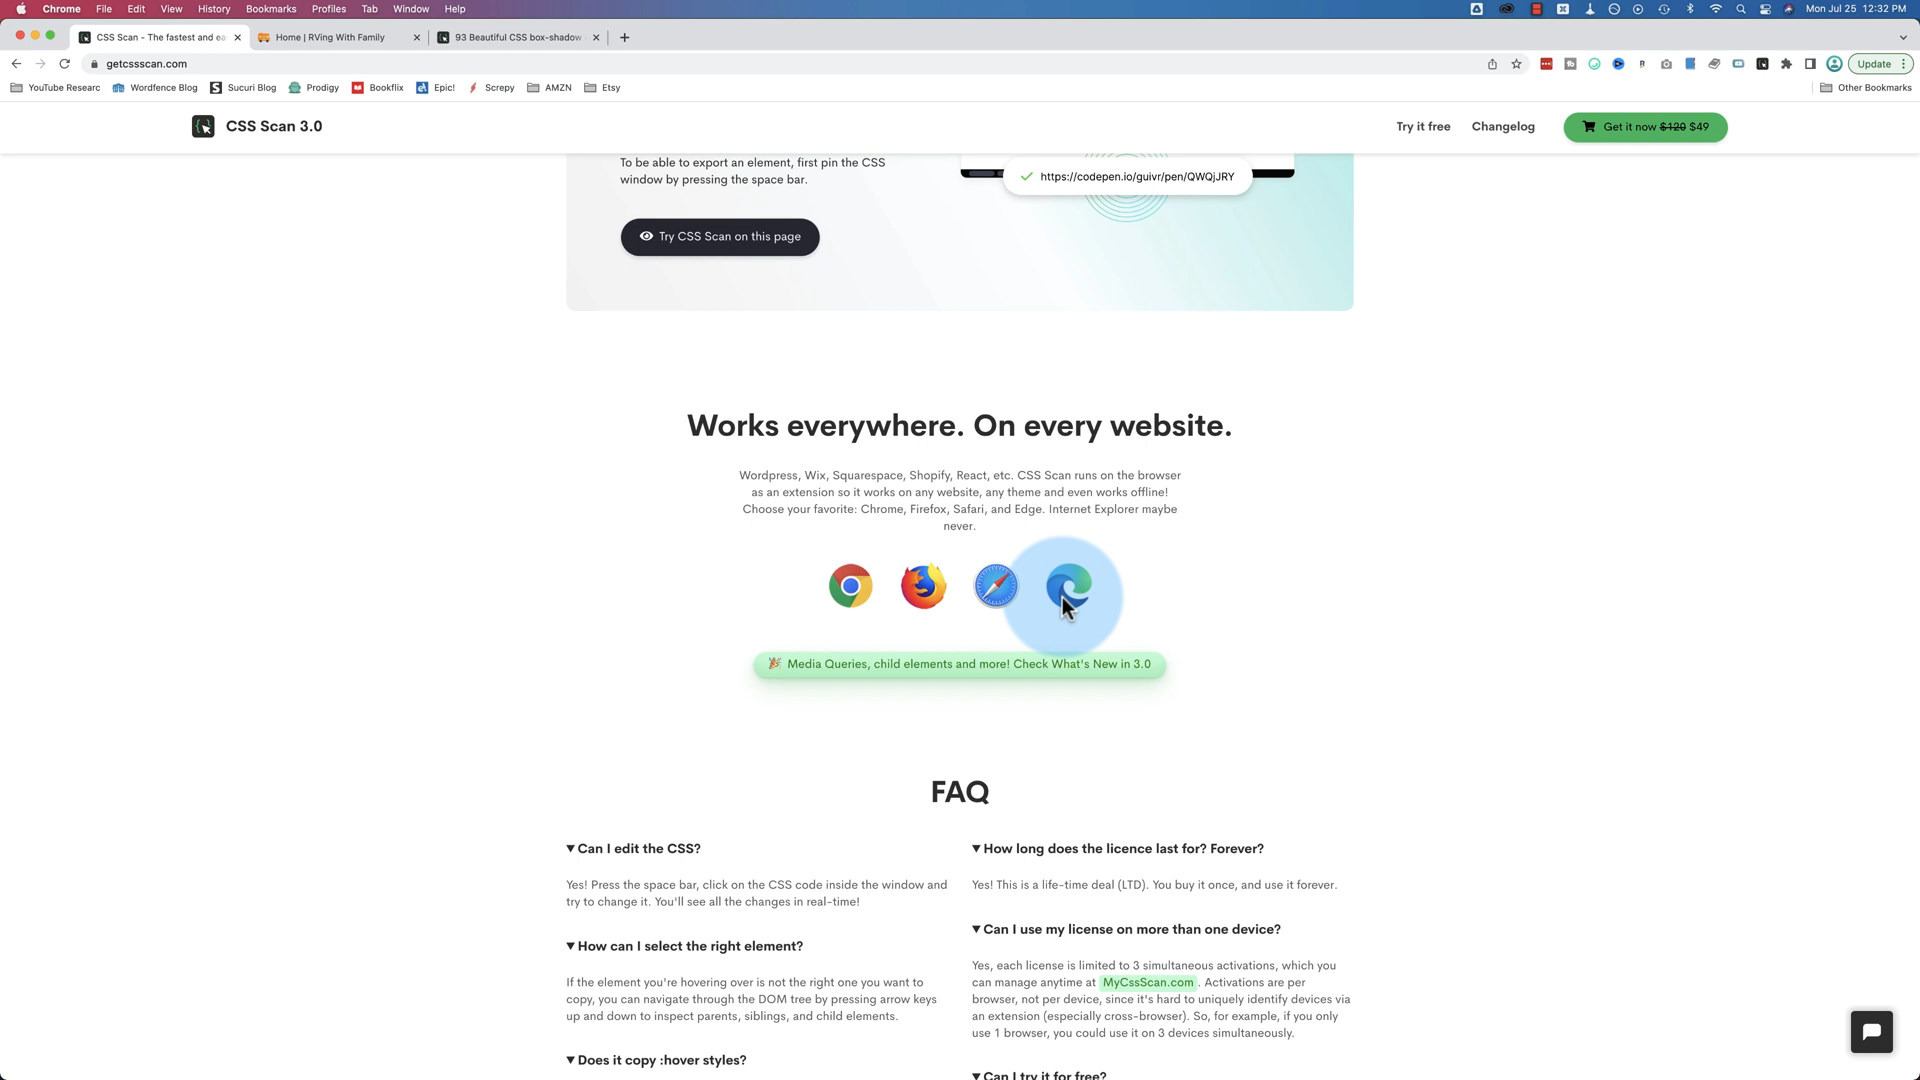 Chrome File Edit View History Bookmarks Profiles Tab Window Help Mon Jul 25 12:32 PM
CSS Scan - The fastest and ea Home | RVing With Family 93 Beautiful CSS box-shadow
getcssscan.com Update
YouTube Researc Wordfence Blog Sucuri Blog Prodigy Bookflix Epic! Screpy AMZN Etsy Other Bookmarks
CSS Scan 3.0 Try it free Changelog Get it now $120 $49
To be able to export an element, first pin the CSS
window by pressing the space bar.
https://codepen.io/guivr/pen/QWQjJRY
Try CSS Scan on this page
Works everywhere. On every website.
Wordpress, Wix, Squarespace, Shopify, React, etc. CSS Scan runs on the browser
as an extension so it works on any website, any theme and even works offline!
Choose your favorite: Chrome, Firefox, Safari, and Edge. Internet Explorer maybe
never.
🎉 Media Queries, child elements and more! Check What's New in 3.0
FAQ
▼ Can I edit the CSS?
Yes! Press the space bar, click on the CSS code inside the window and
try to change it. You'll see all the changes in real-time!
▼ How can I select the right element?
If the element you're hovering over is not the right one you want to
copy, you can navigate through the DOM tree by pressing arrow keys
up and down to inspect parents, siblings, and child elements.
▼ Does it copy :hover styles?
▼ How long does the licence last for? Forever?
Yes! This is a life-time deal (LTD). You buy it once, and use it forever.
▼ Can I use my license on more than one device?
Yes, each license is limited to 3 simultaneous activations, which you
can manage anytime at MyCssScan.com . Activations are per
browser, not per device, since it's hard to uniquely identify devices via
an extension (especially cross-browser). So, for example, if you only
use 1 browser, you could use it on 3 devices simultaneously.
▼ Can I try it for free?